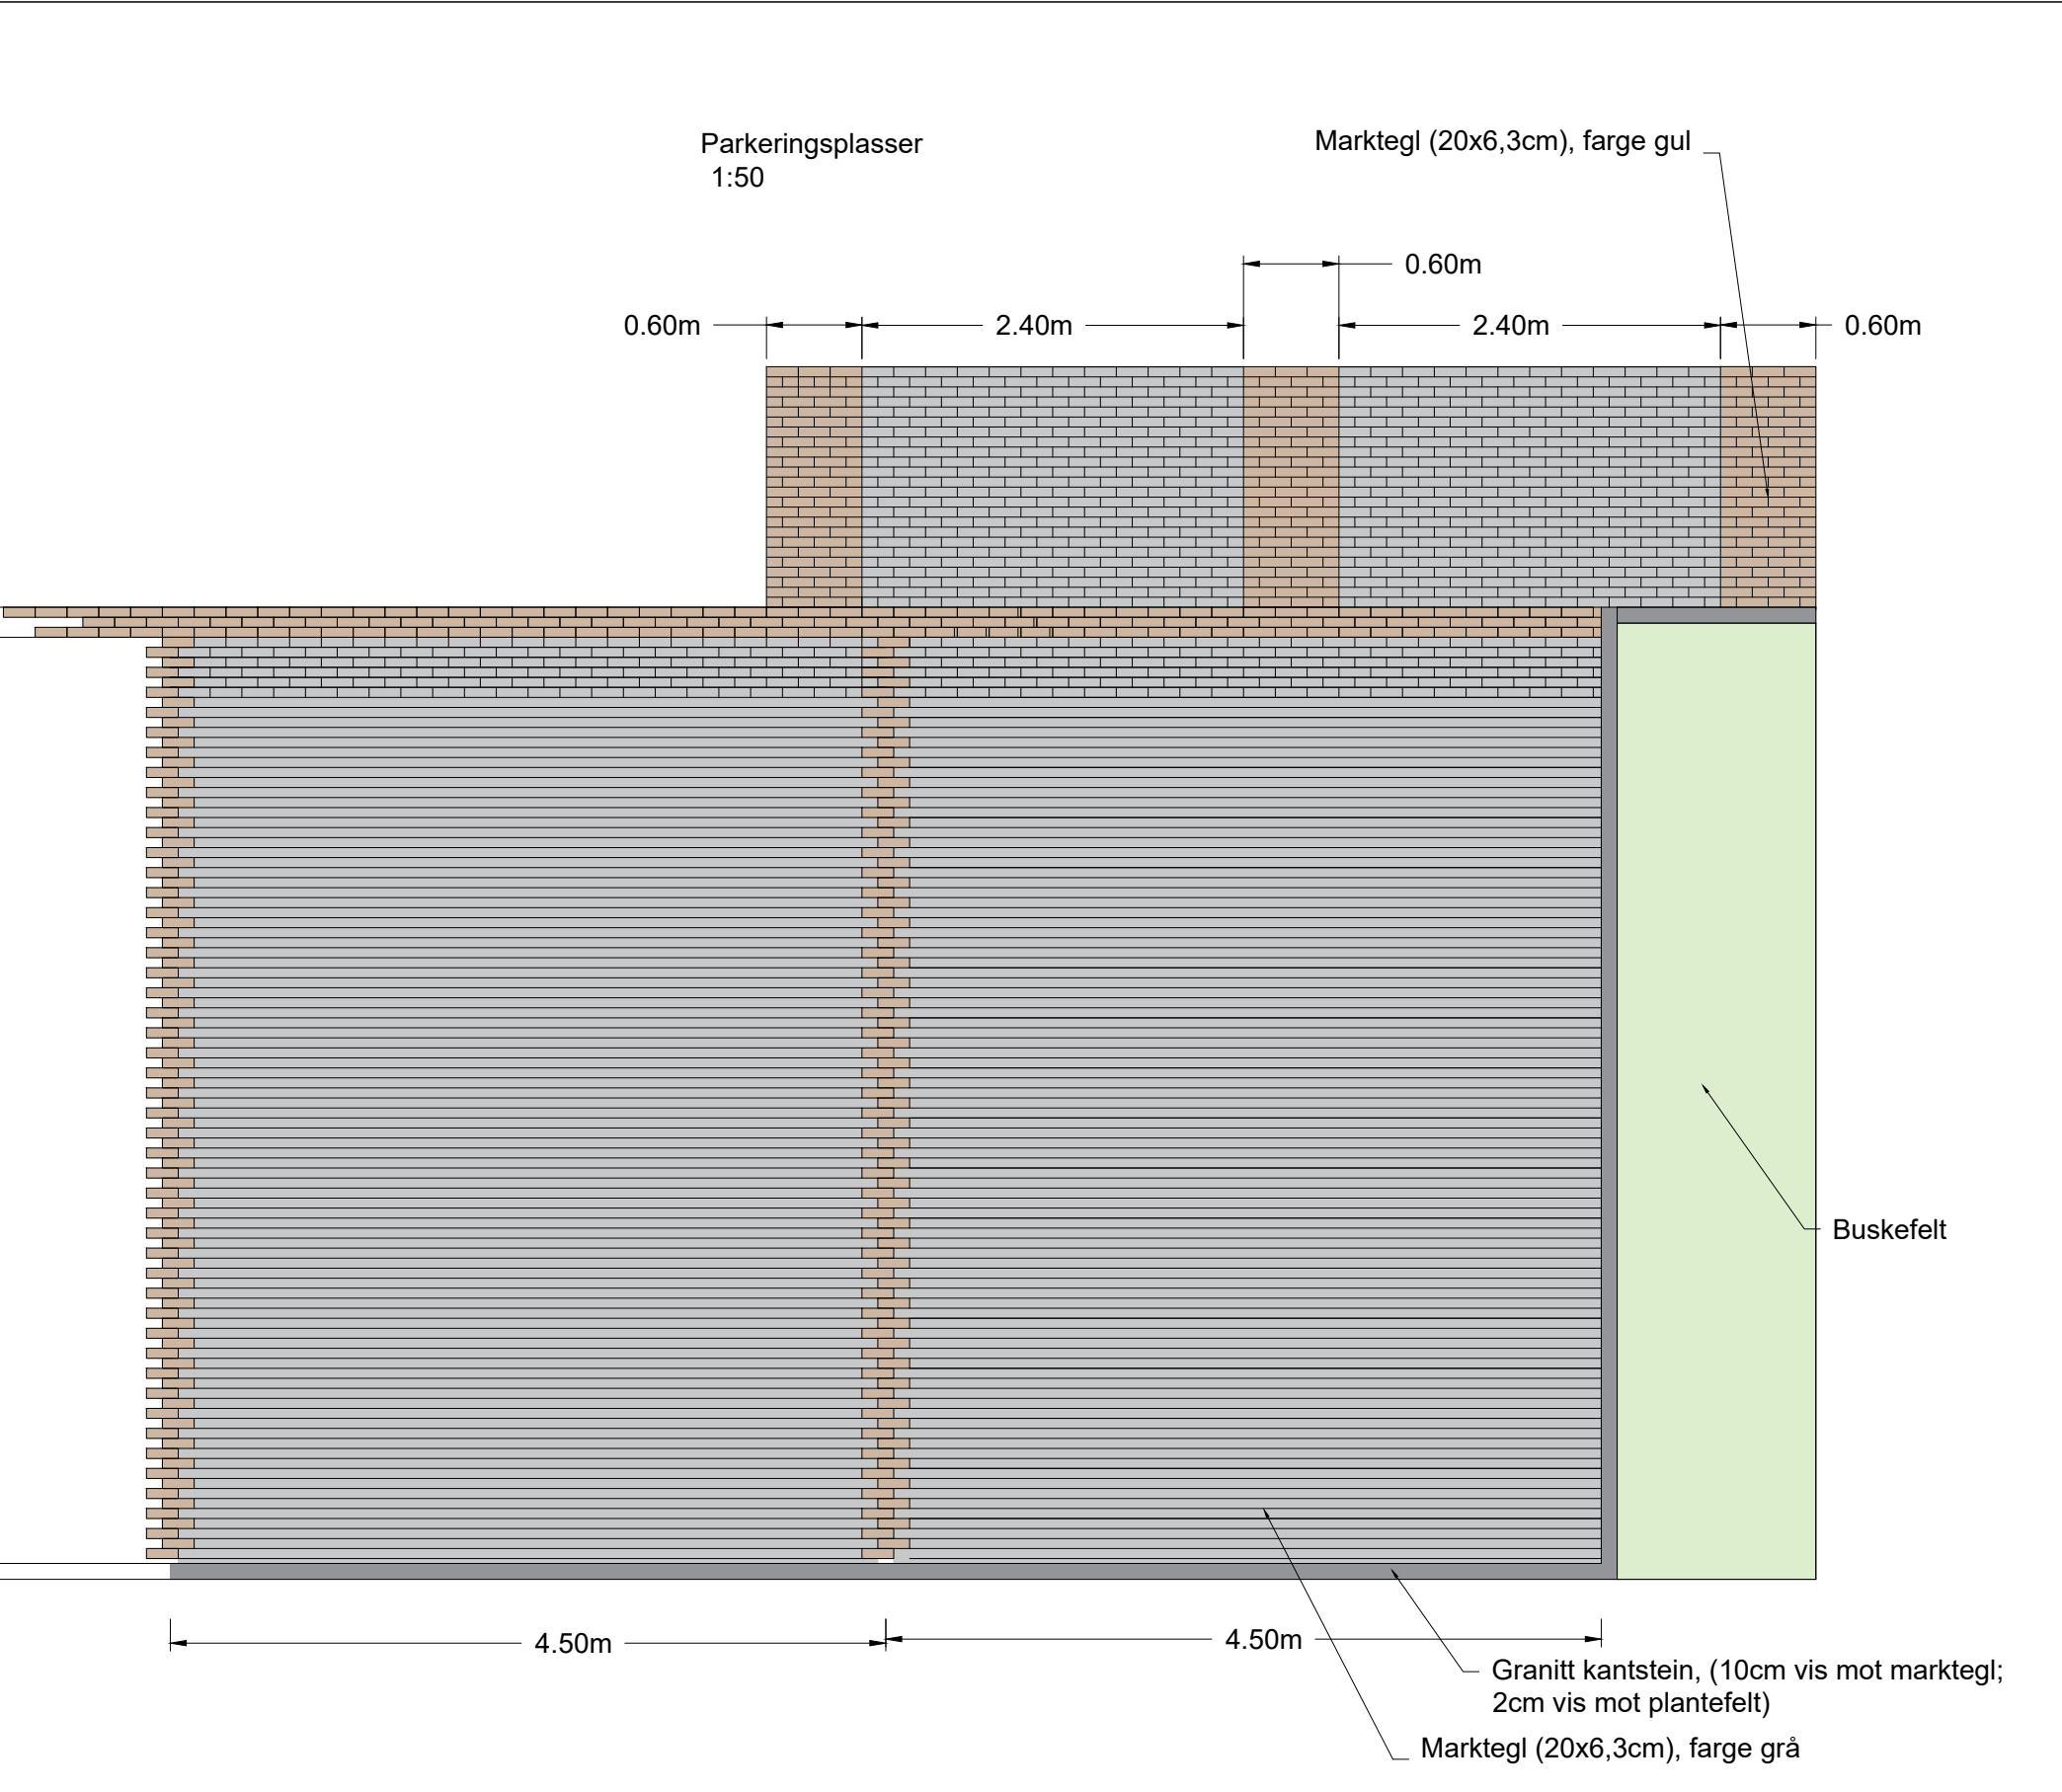 Parkeringsplasser
1:50
Marktegl (20x6,3cm), farge gul
0.60m
0.60m
2.40m
2.40m
0.60m
Buskefelt
4.50m
4.50m
Granitt kantstein, (10cm vis mot marktegl;
2cm vis mot plantefelt)
Marktegl (20x6,3cm), farge grå